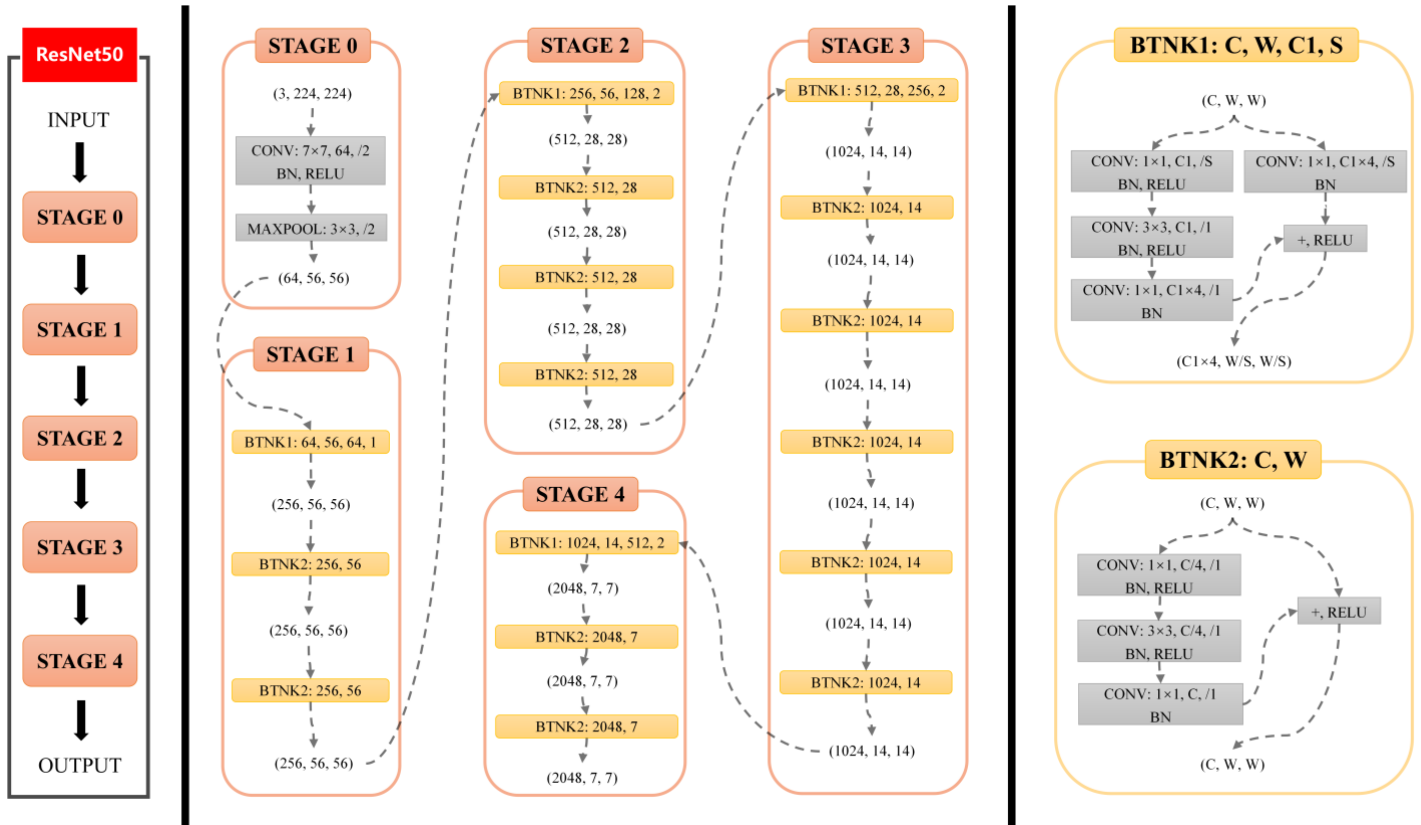 ResNet50
INPUT
STAGE 0
STAGE 1
STAGE 2
STAGE 3
STAGE 4
OUTPUT
STAGE 0
(3, 224, 224)
CONV: 7×7, 64, /2
BN, RELU
MAXPOOL: 3×3, /2
(64, 56, 56)
STAGE 1
BTNK1: 64, 56, 64, 1
(256, 56, 56)
BTNK2: 256, 56
(256, 56, 56)
BTNK2: 256, 56
(256, 56, 56)
STAGE 2
BTNK1: 256, 56, 128, 2
(512, 28, 28)
BTNK2: 512, 28
(512, 28, 28)
BTNK2: 512, 28
(512, 28, 28)
BTNK2: 512, 28
(512, 28, 28)
STAGE 3
BTNK1: 512, 28, 256, 2
(1024, 14, 14)
BTNK2: 1024, 14
(1024, 14, 14)
BTNK2: 1024, 14
(1024, 14, 14)
BTNK2: 1024, 14
(1024, 14, 14)
BTNK2: 1024, 14
(1024, 14, 14)
BTNK2: 1024, 14
(1024, 14, 14)
STAGE 4
BTNK1: 1024, 14, 512, 2
(2048, 7, 7)
BTNK2: 2048, 7
(2048, 7, 7)
BTNK2: 2048, 7
(2048, 7, 7)
BTNK1: C, W, C1, S
(C, W, W)
CONV: 1×1, C1, /S
BN, RELU
CONV: 3×3, C1, /1
BN, RELU
CONV: 1×1, C1×4, /1
BN
CONV: 1×1, C1×4, /S
BN
+, RELU
(C1×4, W/S, W/S)
BTNK2: C, W
(C, W, W)
CONV: 1×1, C/4, /1
BN, RELU
CONV: 3×3, C/4, /1
BN, RELU
CONV: 1×1, C, /1
BN
+, RELU
(C, W, W)